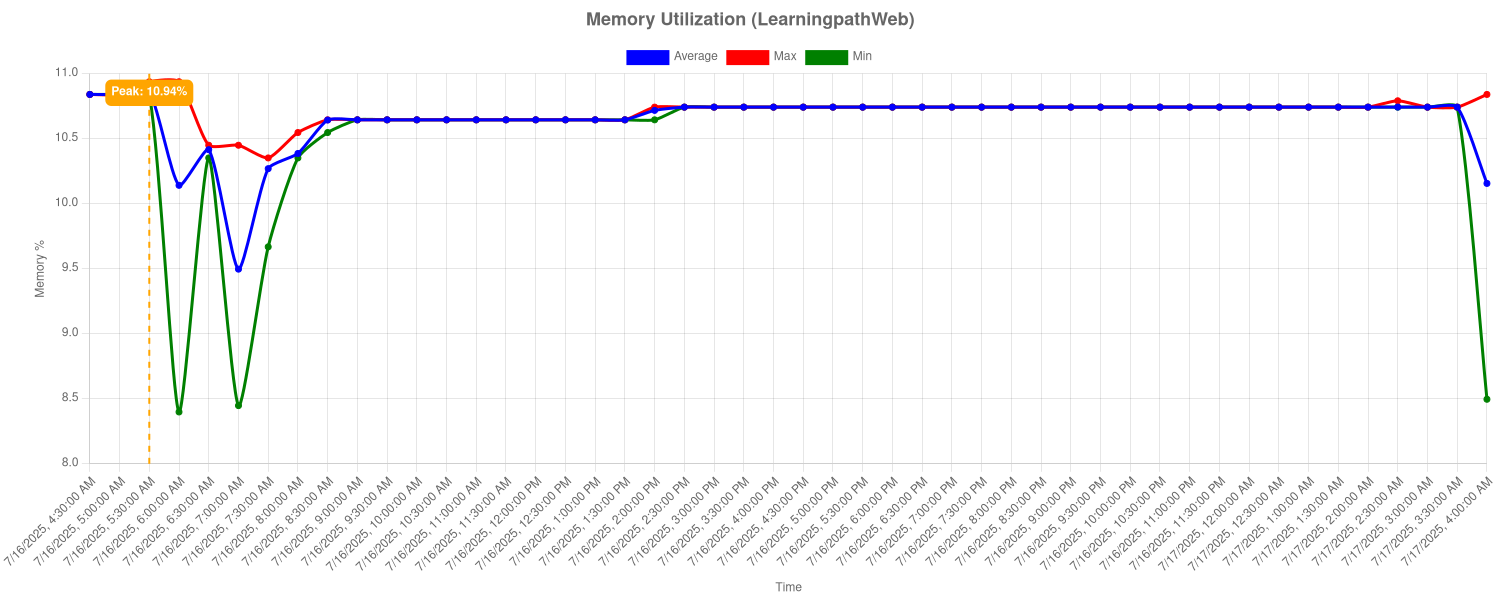 Memory Utilization (LearningpathWeb)
Average Max Min
11.0
10.5
10.0
9.5
9.0
8.5
8.0
Memory %
Peak: 10.94%
7/16/2025, 4:30:00 AM
7/16/2025, 5:00:00 AM
7/16/2025, 5:30:00 AM
7/16/2025, 6:00:00 AM
7/16/2025, 6:30:00 AM
7/16/2025, 7:00:00 AM
7/16/2025, 7:30:00 AM
7/16/2025, 8:00:00 AM
7/16/2025, 8:30:00 AM
7/16/2025, 9:00:00 AM
7/16/2025, 9:30:00 AM
7/16/2025, 10:00:00 AM
7/16/2025, 10:30:00 AM
7/16/2025, 11:00:00 AM
7/16/2025, 11:30:00 AM
7/16/2025, 12:00:00 PM
7/16/2025, 12:30:00 PM
7/16/2025, 1:00:00 PM
7/16/2025, 1:30:00 PM
7/16/2025, 2:00:00 PM
7/16/2025, 2:30:00 PM
7/16/2025, 3:00:00 PM
7/16/2025, 3:30:00 PM
7/16/2025, 4:00:00 PM
7/16/2025, 4:30:00 PM
7/16/2025, 5:00:00 PM
7/16/2025, 5:30:00 PM
7/16/2025, 6:00:00 PM
7/16/2025, 6:30:00 PM
7/16/2025, 7:00:00 PM
7/16/2025, 7:30:00 PM
7/16/2025, 8:00:00 PM
7/16/2025, 8:30:00 PM
7/16/2025, 9:00:00 PM
7/16/2025, 9:30:00 PM
7/16/2025, 10:00:00 PM
7/16/2025, 10:30:00 PM
7/16/2025, 11:00:00 PM
7/16/2025, 11:30:00 PM
7/17/2025, 12:00:00 AM
7/17/2025, 12:30:00 AM
7/17/2025, 1:00:00 AM
7/17/2025, 1:30:00 AM
7/17/2025, 2:00:00 AM
7/17/2025, 2:30:00 AM
7/17/2025, 3:00:00 AM
7/17/2025, 3:30:00 AM
7/17/2025, 4:00:00 AM
Time